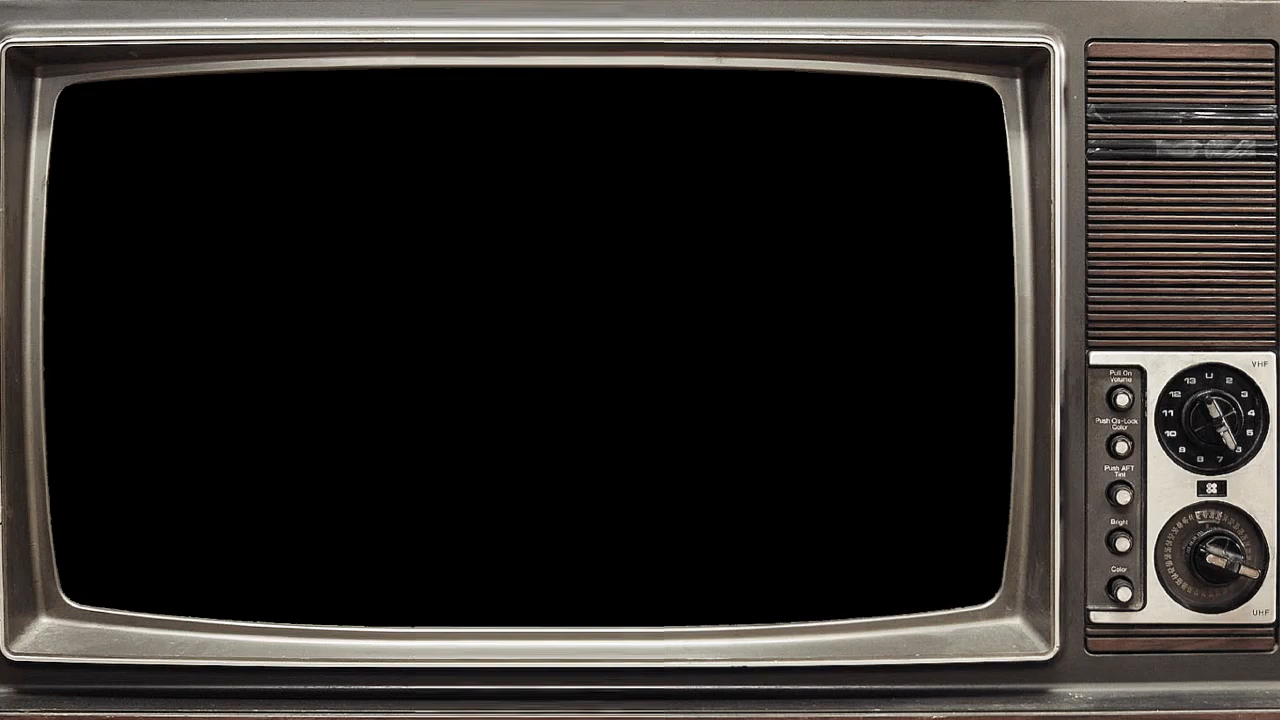 VHF
Pull On
Volume
Push On-Lock
Color
Push AFT
Tint
Bright
Color
U
2
3
4
5
7
8
9
10
11
12
13
UHF